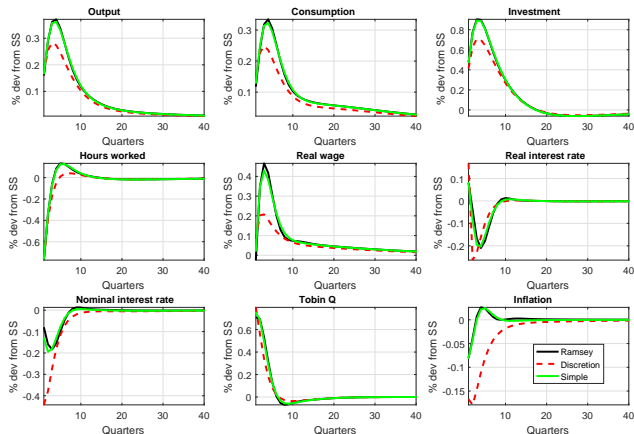 Output
Consumption
Investment
% dev from SS
0.3
0.2
0.1
10
20
30
40
Quarters
% dev from SS
0.3
0.2
0.1
10
20
30
40
Quarters
% dev from SS
0.8
0.6
0.4
0.2
0
10
20
30
40
Quarters
Hours worked
Real wage
Real interest rate
% dev from SS
0
-0.2
-0.4
-0.6
10
20
30
40
Quarters
% dev from SS
0.4
0.3
0.2
0.1
0
10
20
30
40
Quarters
% dev from SS
0.1
0
-0.1
-0.2
10
20
30
40
Quarters
Nominal interest rate
Tobin Q
Inflation
% dev from SS
0
-0.1
-0.2
-0.3
-0.4
10
20
30
40
Quarters
% dev from SS
0.6
0.4
0.2
0
10
20
30
40
Quarters
% dev from SS
0
-0.05
-0.1
-0.15
10
20
30
40
Quarters
Ramsey
Discretion
Simple